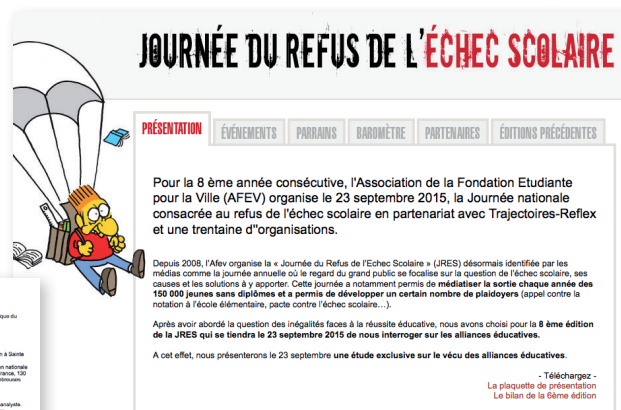 JOURNÉE DU REFUS DE L'ÉCHEC SCOLAIRE
PRÉSENTATION ÉVÉNEMENTS PARRAINS BAROMÈTRE PARTENAIRES ÉDITIONS PRÉCÉDENTES
Pour la 8 ème année consécutive, l'Association de la Fondation Etudiante
pour la Ville (AFEV) organise le 23 septembre 2015, la Journée nationale
consacrée au refus de l'échec scolaire en partenariat avec Trajectoires-Reflex
et une trentaine d''organisations.
Depuis 2008, l'Afev organise la « Journée du Refus de l'Echec Scolaire » (JRES) désormais identifiée par les
médias comme la journée annuelle où le regard du grand public se focalise sur la question de l'échec scolaire, ses
causes et les solutions à y apporter. Cette journée a notamment permis de médiatiser la sortie chaque année des
150 000 jeunes sans diplômes et a permis de développer un certain nombre de plaidoyers (appel contre la
notation à l'école élémentaire, pacte contre l'échec scolaire…).
Après avoir abordé la question des inégalités faces à la réussite éducative, nous avons choisi pour la 8 ème édition
de la JRES qui se tiendra le 23 septembre 2015 de nous interroger sur les alliances éducatives.
A cet effet, nous présenterons le 23 septembre une étude exclusive sur le vécu des alliances éducatives.
- Téléchargez -
La plaquette de présentation
Le bilan de la 6ème édition
que du
n à Sainte
n nationale
rance, 130
mbreuses
analyste.